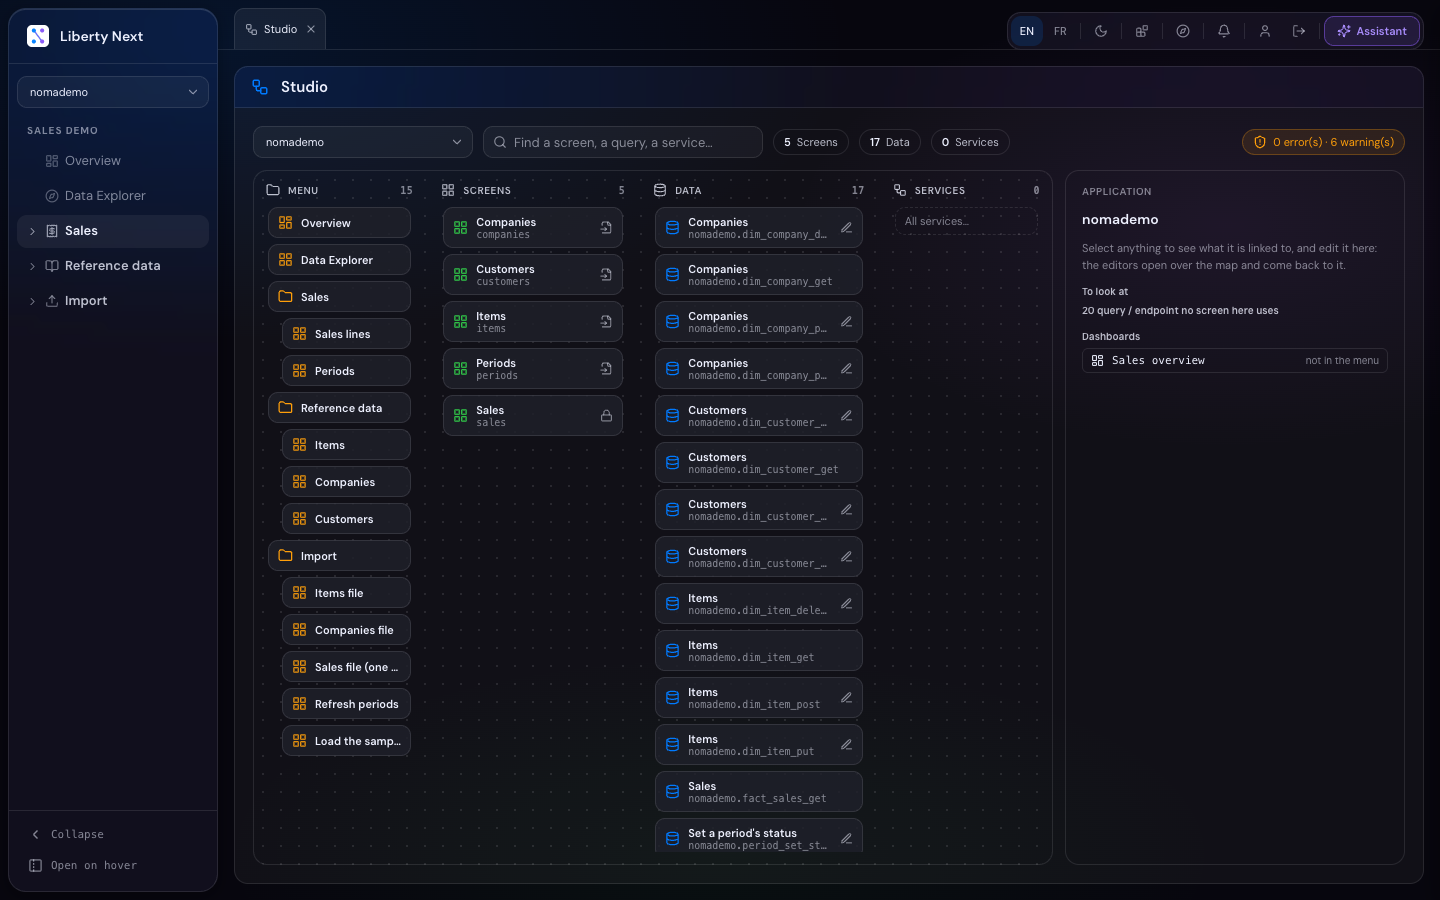 Liberty Next
nomademo
SALES DEMO
Overview
Data Explorer
Sales
Reference data
Import
Collapse
Open on hover
Studio
EN
FR
Assistant
Studio
nomademo
Find a screen, a query, a service…
5 Screens
17 Data
0 Services
0 error(s) · 6 warning(s)
MENU 15
Overview
Data Explorer
Sales
Sales lines
Periods
Reference data
Items
Companies
Customers
Import
Items file
Companies file
Sales file (one …
Refresh periods
Load the samp…
SCREENS 5
Companies
companies
Customers
customers
Items
items
Periods
periods
Sales
sales
DATA 17
Companies
nomademo.dim_company_d…
Companies
nomademo.dim_company_get
Companies
nomademo.dim_company_p…
Companies
nomademo.dim_company_p…
Customers
nomademo.dim_customer_…
Customers
nomademo.dim_customer_get
Customers
nomademo.dim_customer_…
Customers
nomademo.dim_customer_…
Items
nomademo.dim_item_dele…
Items
nomademo.dim_item_get
Items
nomademo.dim_item_post
Items
nomademo.dim_item_put
Sales
nomademo.fact_sales_get
Set a period's status
nomademo.period_set_st…
SERVICES 0
All services…
APPLICATION
nomademo
Select anything to see what it is linked to, and edit it here:
the editors open over the map and come back to it.
To look at
20 query / endpoint no screen here uses
Dashboards
Sales overview not in the menu